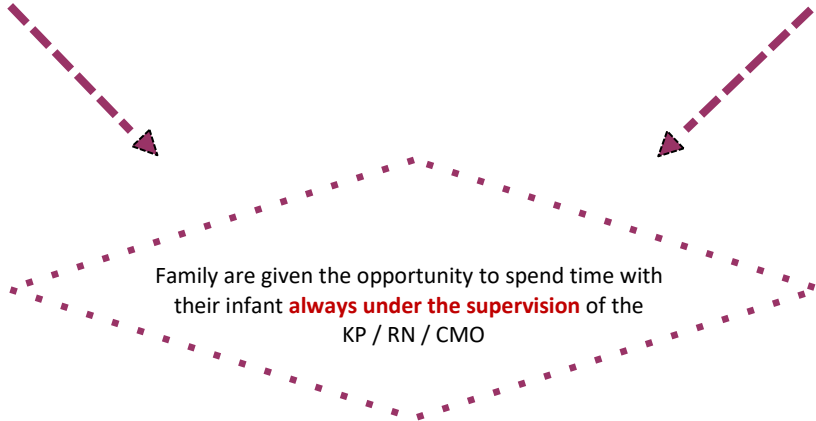 Family are given the opportunity to spend time with
their infant always under the supervision of the
KP / RN / CMO